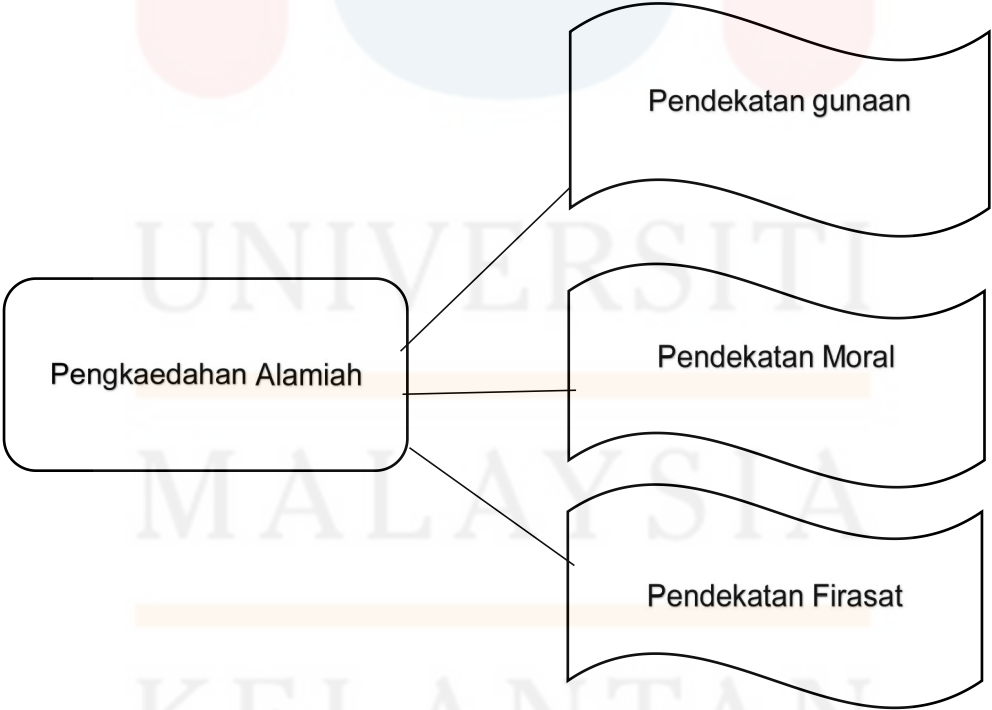 Pendekatan gunaan
UNIVERSITI
Pendekatan Moral
Pengkaedahan Alamiah
MALAYSIA
Pendekatan Firasat
KELANTAN